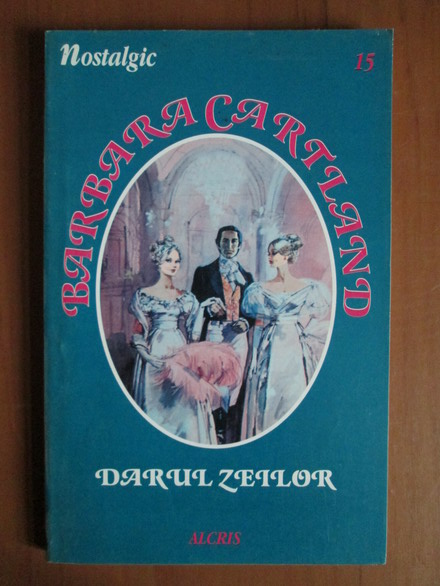 Nostalgic
15
BARBARA CARTLAND
DARUL ZEILOR
ALCRIS